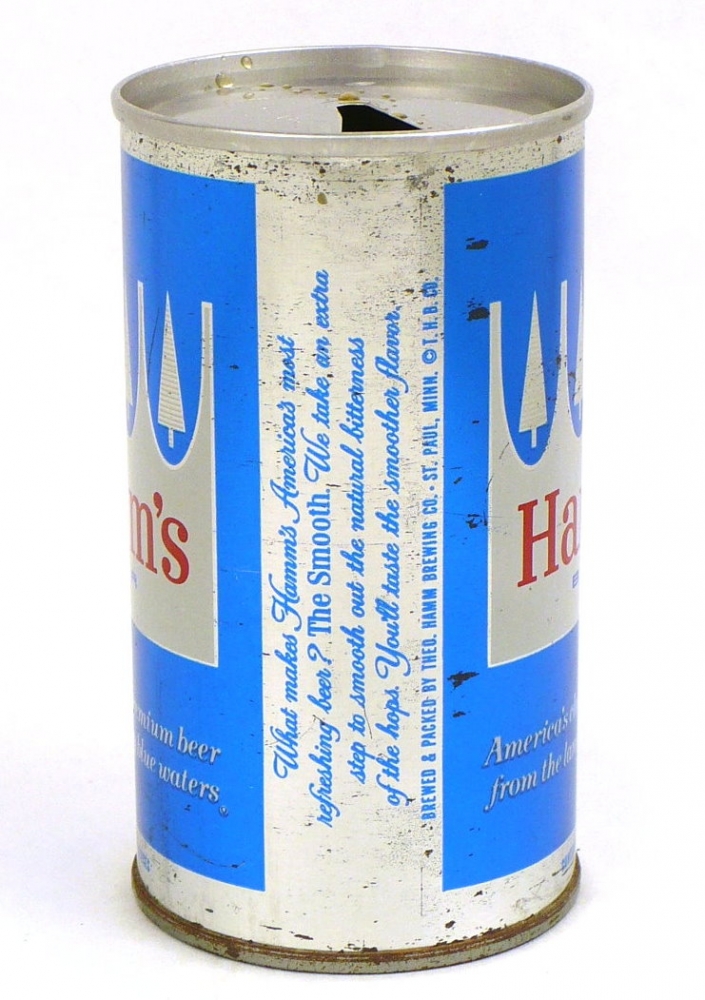 What makes Hamm's America's most
refreshing beer? The Smooth. We take an extra
step to smooth out the natural bitterness
of the hops. You'll taste the smoother flavor.
BREWED & PACKED BY THEO. HAMM BREWING CO. • ST. PAUL, MINN. © T. H. B. CO.
m's
mium beer
blue waters.
Ha
America's
from the